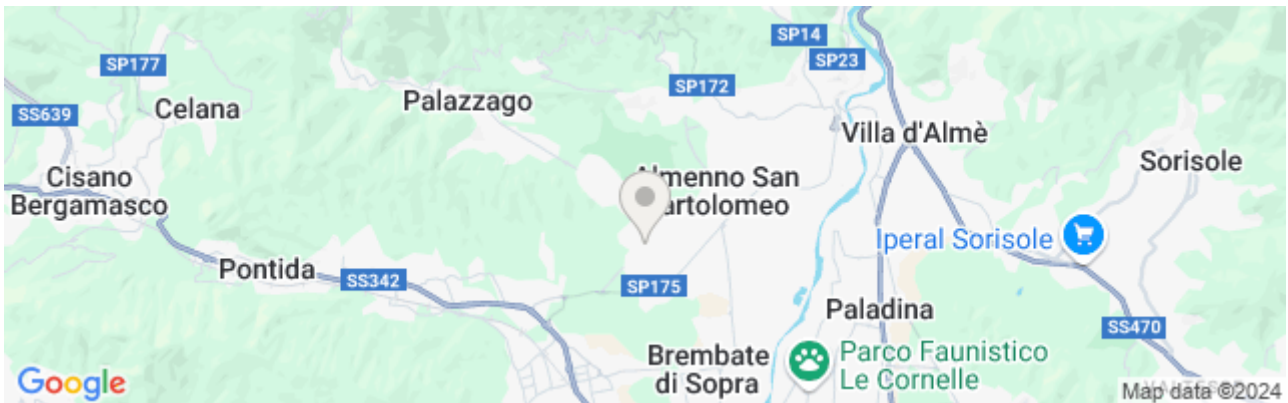 SP14
SP23
SP177
SP172
Celana
Palazzago
SS639
Villa d'Almè
Sorisole
Cisano
Bergamasco
Almenno San
Bartolomeo
Iperal Sorisole
Pontida
SS342
SP175
Paladina
SS470
Brembate
di Sopra
Parco Faunistico
Le Cornelle
Google
Map data ©2024